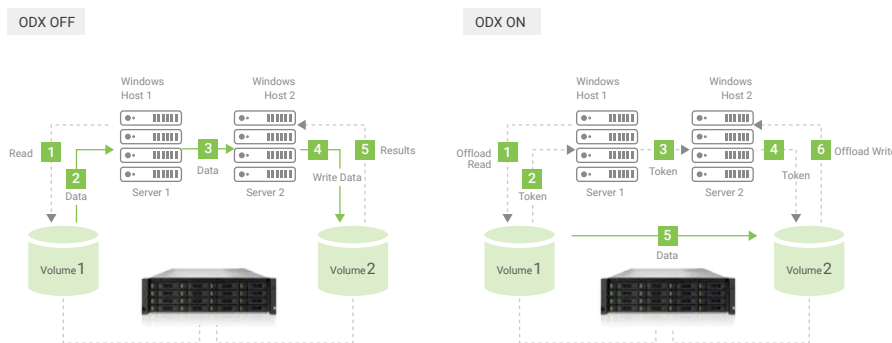 ODX OFF
Windows
Host 1
Windows
Host 2
Read
1
2
Data
3
Data
4
Write Data
5
Results
Server 1
Server 2
Volume1
Volume2
ODX ON
Windows
Host 1
Windows
Host 2
Offload
Read
1
2
Token
3
Token
4
Token
6
Offload Write
Server 1
Server 2
5
Data
Volume1
Volume2